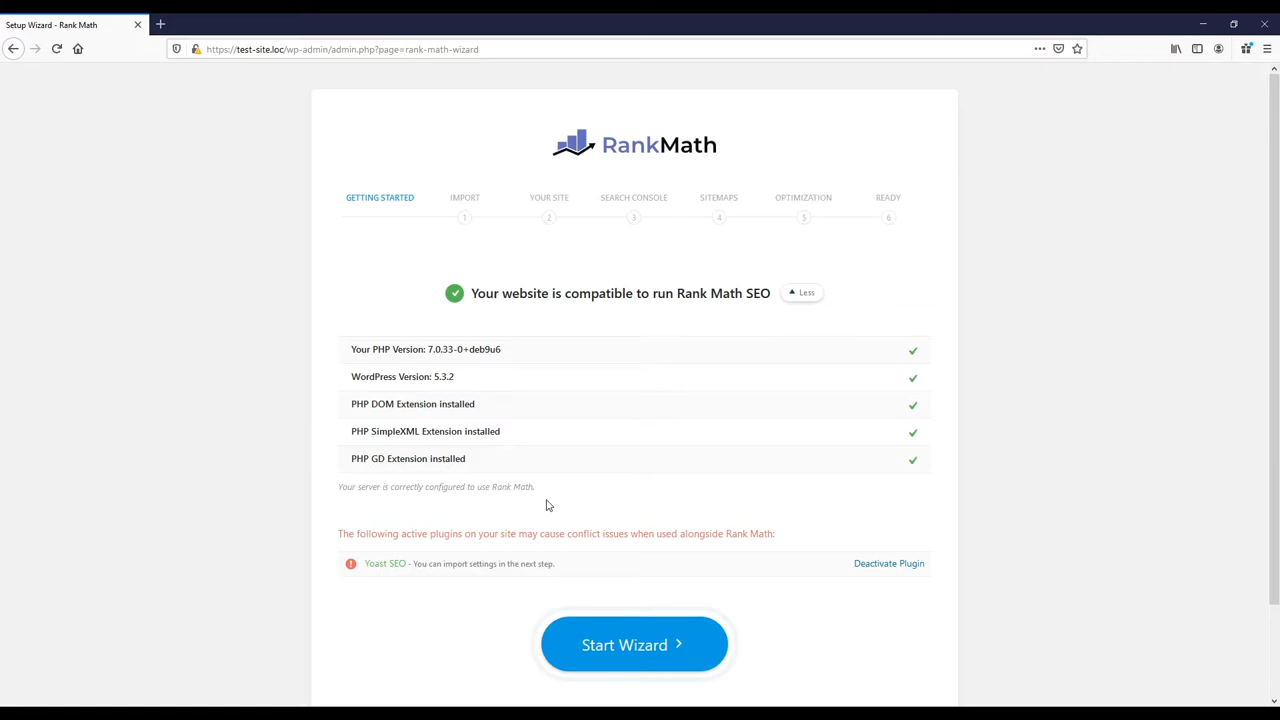 Setup Wizard - Rank Math
https://test-site.loc/wp-admin/admin.php?page=rank-math-wizard
RankMath
GETTING STARTED IMPORT YOUR SITE SEARCH CONSOLE SITEMAPS OPTIMIZATION READY
1 2 3 4 5 6
Your website is compatible to run Rank Math SEO Less
Your PHP Version: 7.0.33-0+deb9u6
WordPress Version: 5.3.2
PHP DOM Extension installed
PHP SimpleXML Extension installed
PHP GD Extension installed
Your server is correctly configured to use Rank Math.
The following active plugins on your site may cause conflict issues when used alongside Rank Math:
Yoast SEO - You can import settings in the next step. Deactivate Plugin
Start Wizard